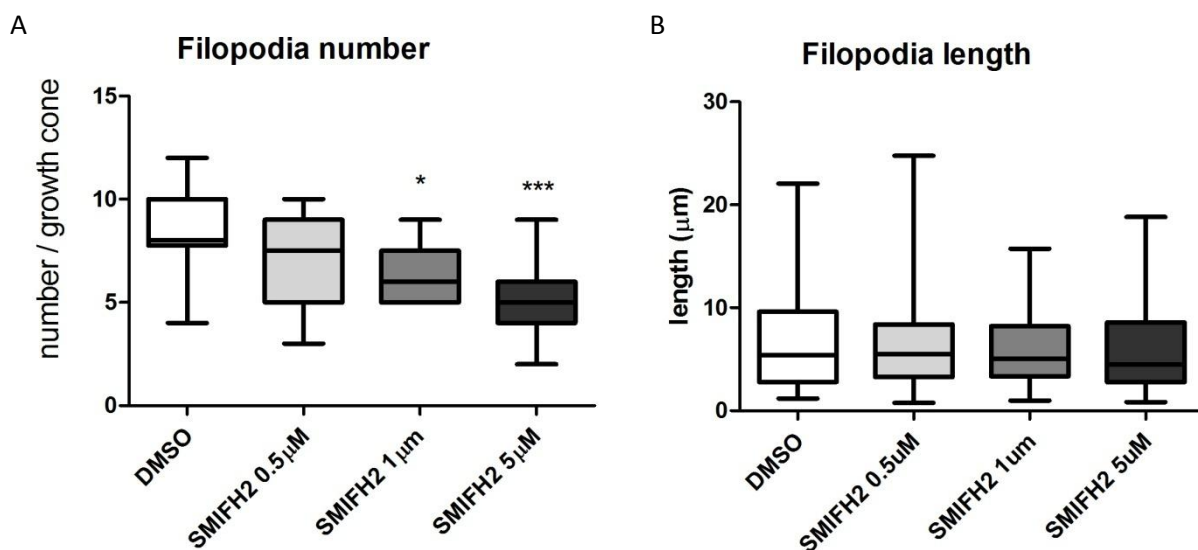 A
Filopodia number
number / growth cone
15
10
5
0
*
***
DMSO
SMIFH2 0.5μM
SMIFH2 1μm
SMIFH2 5μM
B
Filopodia length
length (μm)
30
20
10
0
DMSO
SMIFH2 0.5uM
SMIFH2 1um
SMIFH2 5uM